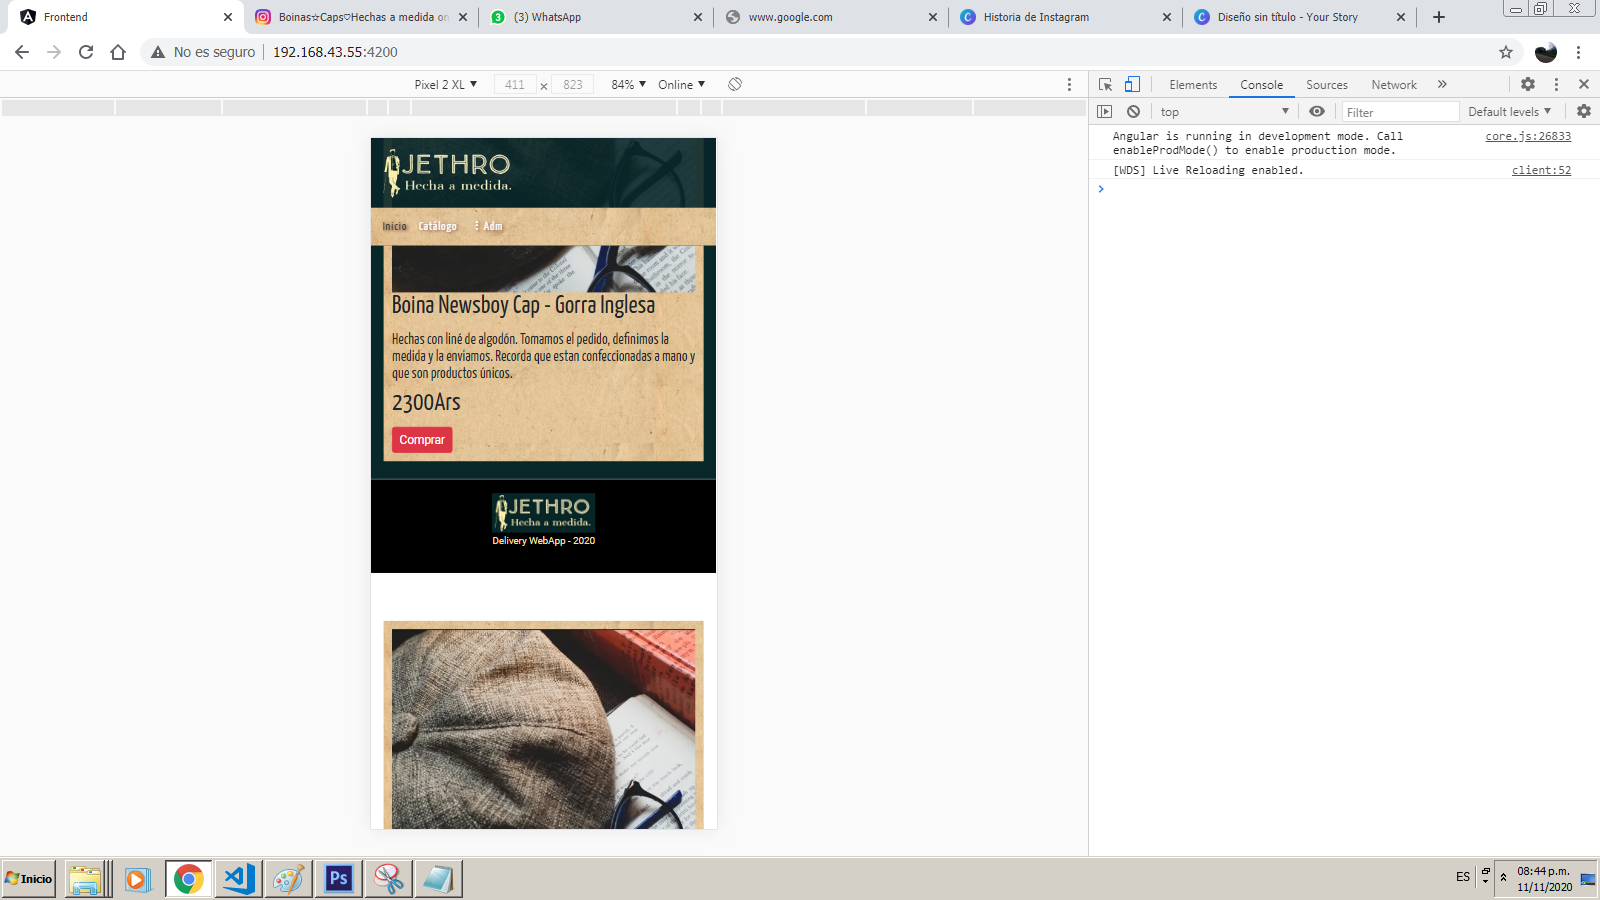 Frontend
Boinas☆Caps♡Hechas a medida on
(3) WhatsApp
www.google.com
Historia de Instagram
Diseño sin título - Your Story
No es seguro
192.168.43.55:4200
Pixel 2 XL
411 × 823
84%
Online
Elements
Console
Sources
Network
top
Filter
Default levels
Angular is running in development mode. Call
enableProdMode() to enable production mode.
core.js:26833
[WDS] Live Reloading enabled.
client:52
JETHRO
Hecha a medida.
Inicio
Catálogo
Adm
Boina Newsboy Cap - Gorra Inglesa
Hechas con liné de algodón. Tomamos el pedido, definimos la
medida y la enviamos. Recorda que estan confeccionadas a mano y
que son productos únicos.
2300Ars
Comprar
JETHRO
Hecha a medida.
Delivery WebApp - 2020
Inicio
Ps
ES
08:44 p.m.
11/11/2020